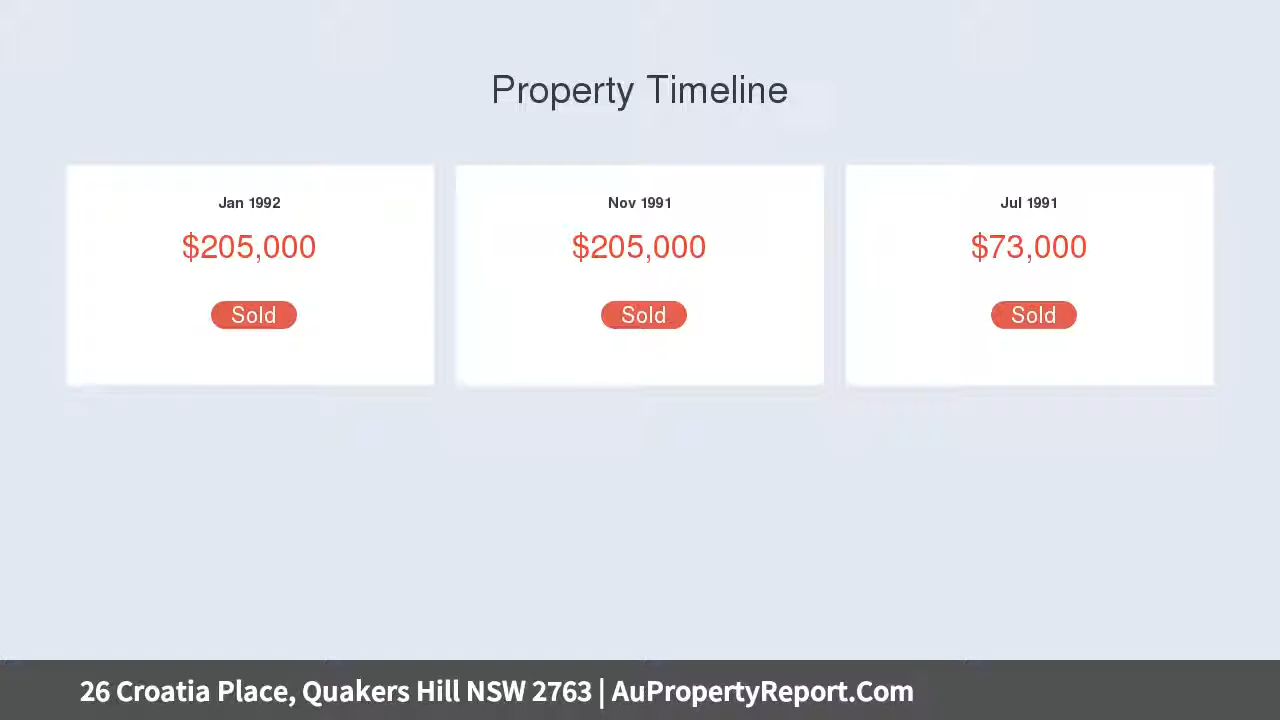 Property Timeline
Jan 1992
$205,000
Sold
Nov 1991
$205,000
Sold
Jul 1991
$73,000
Sold
26 Croatia Place, Quakers Hill NSW 2763 | AuPropertyReport.Com